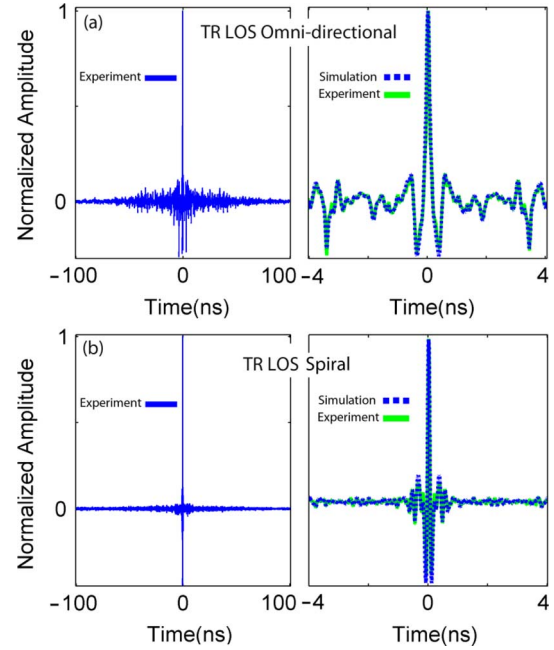 (a)
TR LOS Omni-directional
Normalized Amplitude
1
0
Experiment
Simulation
Experiment
−100 0 100
−4 0 4
Time(ns)
Time(ns)
(b)
TR LOS Spiral
Normalized Amplitude
1
0
Experiment
Simulation
Experiment
−100 0 100
−4 0 4
Time(ns)
Time(ns)